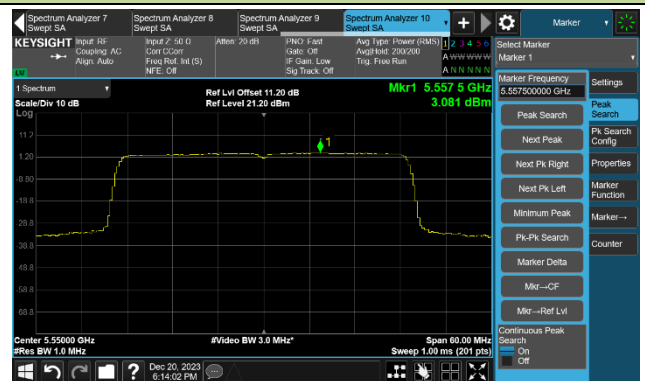 Spectrum Analyzer 7
Swept SA
Spectrum Analyzer 8
Swept SA
Spectrum Analyzer 9
Swept SA
Spectrum Analyzer 10
Swept SA
Marker
KEYSIGHT
Input: RF
Coupling: AC
Align: Auto
Input Z: 50 Ω
Corr CCorr
Freq Ref: Int (S)
NFE: Off
Atten: 20 dB
PNO: Fast
Gate: Off
IF Gain: Low
Sig Track: Off
Avg Type: Power (RMS)
Avg|Hold: 200/200
Trig: Free Run
1 2 3 4 5 6
A W W W W W
A N N N N N
LXI
Select Marker
Marker 1
1 Spectrum
Scale/Div 10 dB
Log
Ref Lvl Offset 11.20 dB
Ref Level 21.20 dBm
Mkr1 5.557 5 GHz
3.081 dBm
1
11.2
1.20
-8.80
-18.8
-28.8
-38.8
-48.8
-58.8
-68.8
Center 5.55000 GHz
#Res BW 1.0 MHz
#Video BW 3.0 MHz*
Span 60.00 MHz
Sweep 1.00 ms (201 pts)
Marker Frequency
5.557500000 GHz
Peak Search
Next Peak
Next Pk Right
Next Pk Left
Minimum Peak
Pk-Pk Search
Marker Delta
Mkr→CF
Mkr→Ref Lvl
Continuous Peak
Search
On
Off
Settings
Peak
Search
Pk Search
Config
Properties
Marker
Function
Marker→
Counter
Dec 20, 2023
6:14:02 PM